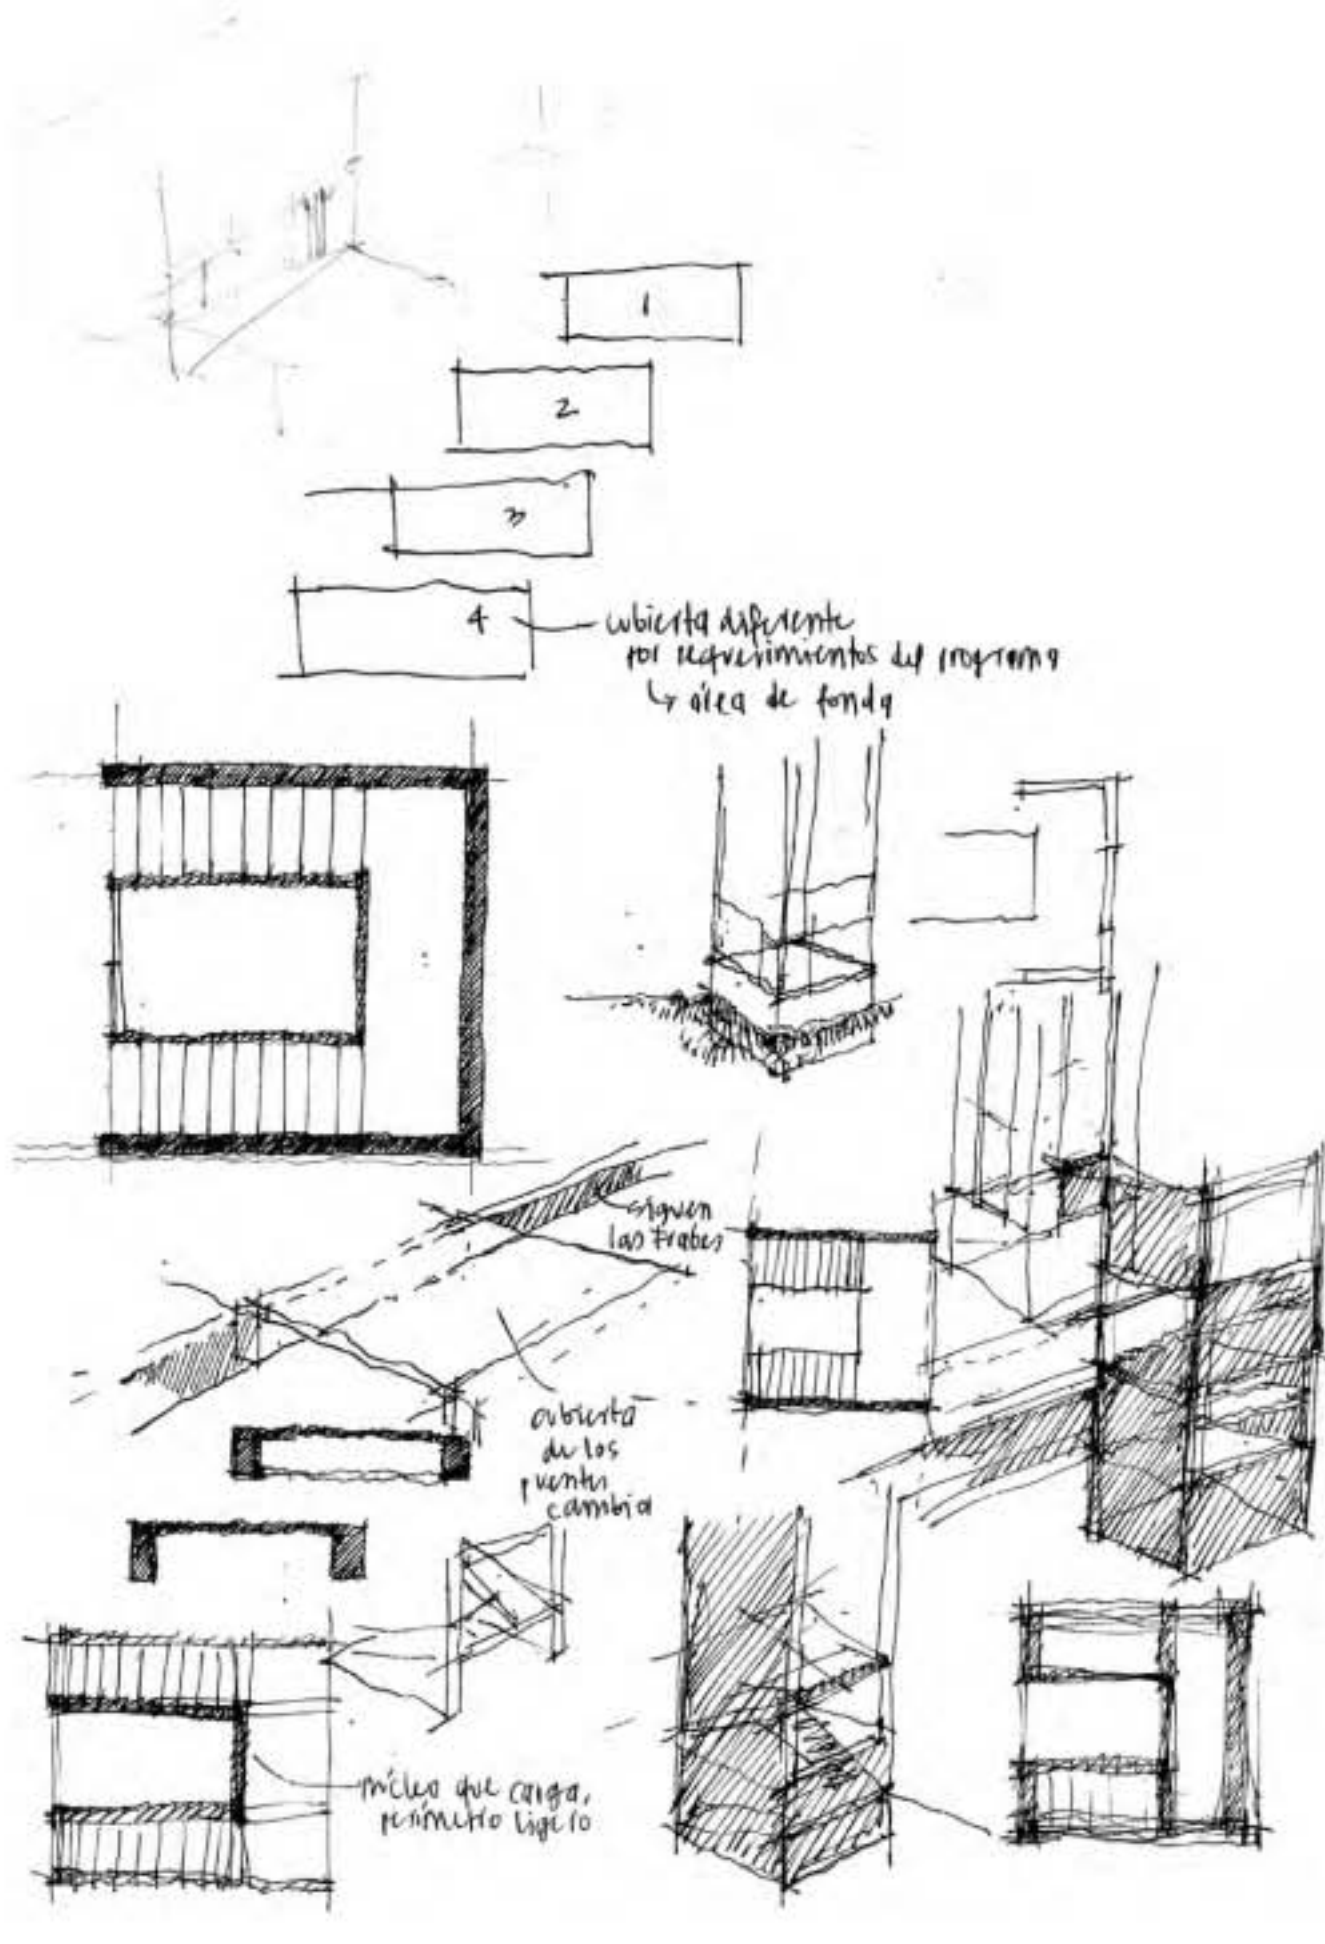 1
2
3
4
cubierta diferente
por requerimientos del programa
↳ área de fonda
siguen
las trabes
cubierta
de los
puentes
cambia
núcleo que carga,
perímetro ligero